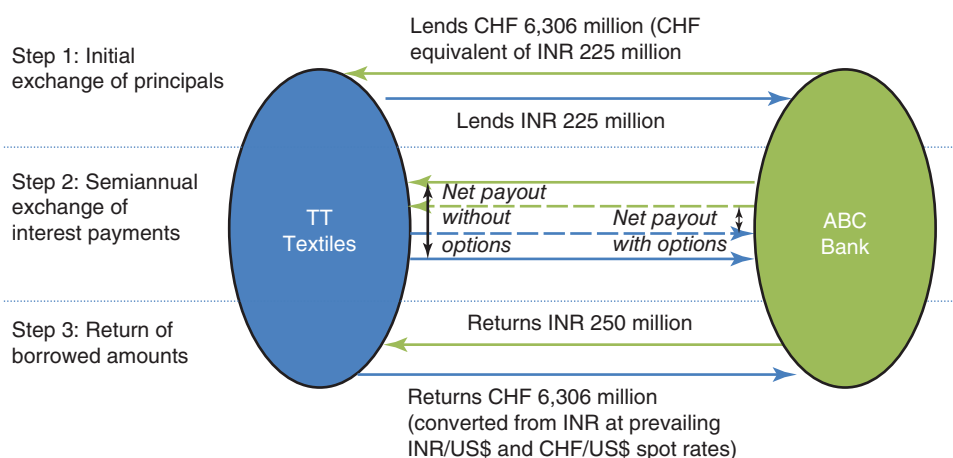 Lends CHF 6,306 million (CHF
equivalent of INR 225 million
Step 1: Initial
exchange of principals
Lends INR 225 million
Step 2: Semiannual
exchange of
interest payments
TT
Textiles
Net payout
without
options
Net payout
with options
ABC
Bank
Step 3: Return of
borrowed amounts
Returns INR 250 million
Returns CHF 6,306 million
(converted from INR at prevailing
INR/US$ and CHF/US$ spot rates)